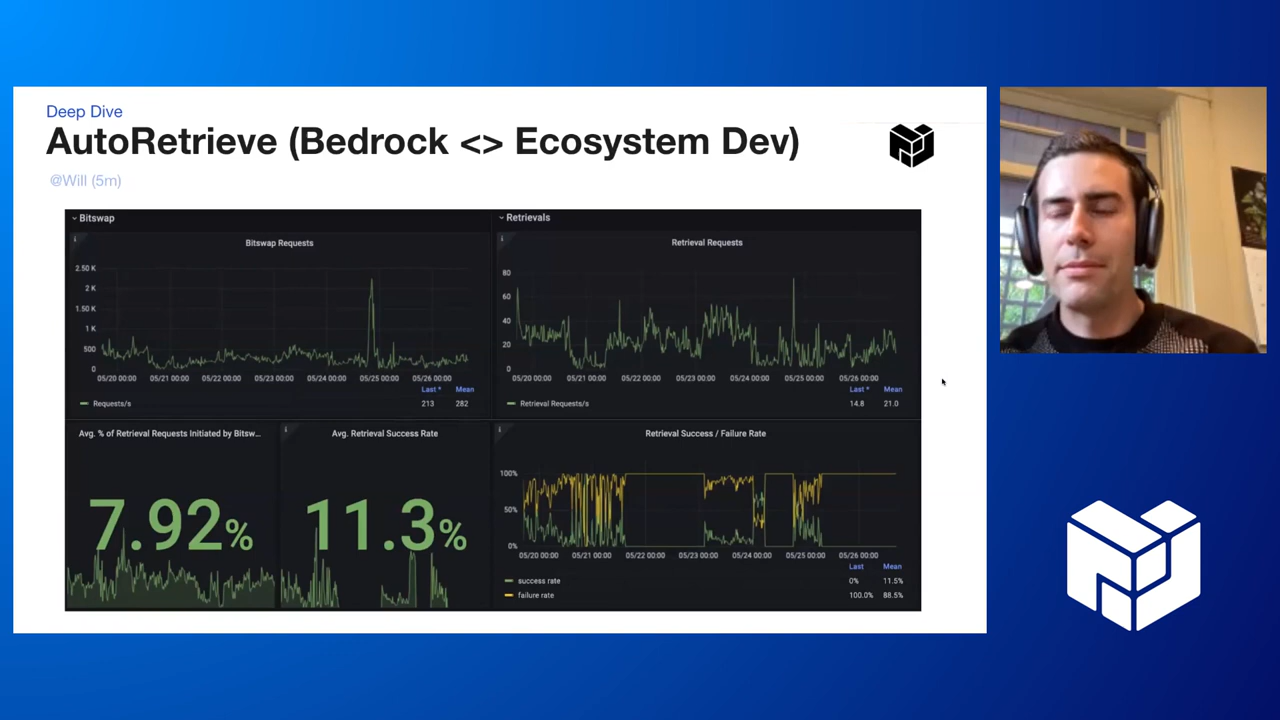 Deep Dive
AutoRetrieve (Bedrock <> Ecosystem Dev)
@Will (5m)
Bitswap
Bitswap Requests
2.50 K
2 K
1.50 K
1 K
500
0
05/20 00:00 05/21 00:00 05/22 00:00 05/23 00:00 05/24 00:00 05/25 00:00 05/26 00:00
Last * Mean
Requests/s 213 282
Retrievals
Retrieval Requests
80
60
40
20
0
05/20 00:00 05/21 00:00 05/22 00:00 05/23 00:00 05/24 00:00 05/25 00:00 05/26 00:00
Last * Mean
Retrieval Requests/s 14.8 21.0
Avg. % of Retrieval Requests Initiated by Bitsw...
7.92%
Avg. Retrieval Success Rate
11.3%
Retrieval Success / Failure Rate
100%
50%
0%
05/20 00:00 05/21 00:00 05/22 00:00 05/23 00:00 05/24 00:00 05/25 00:00 05/26 00:00
Last Mean
success rate 0% 11.5%
failure rate 100.0% 88.5%